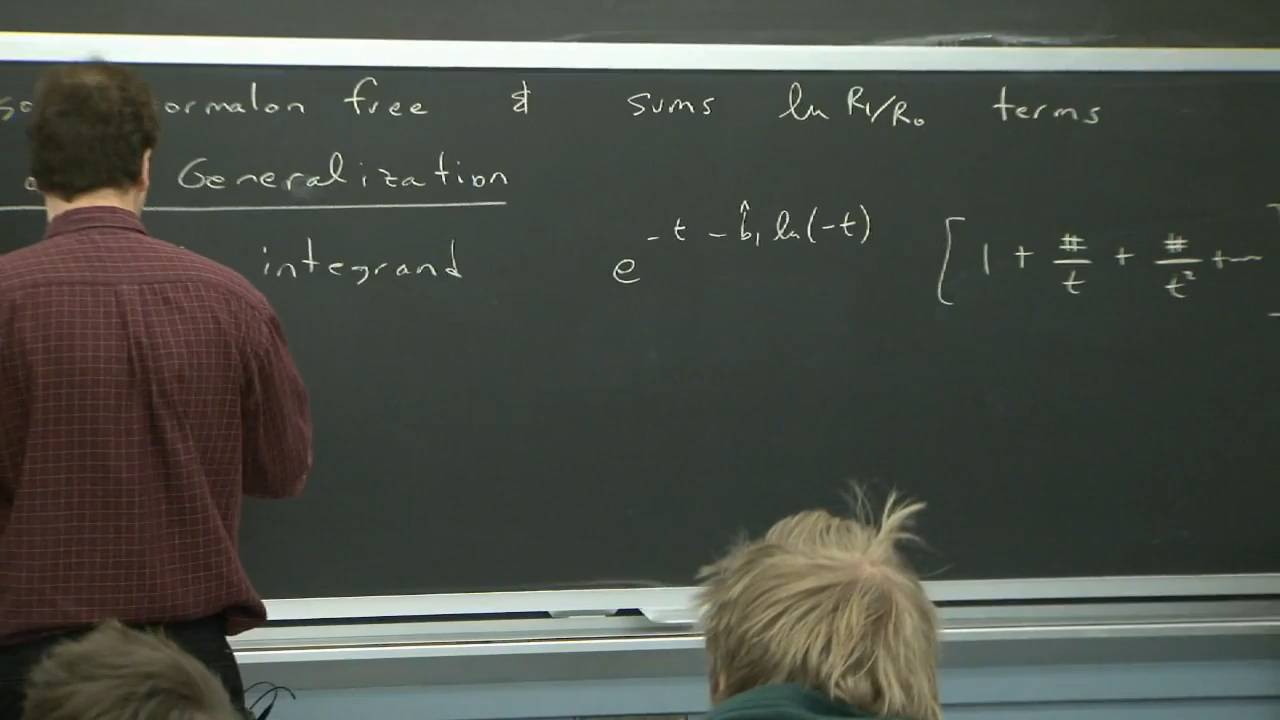 ormalon free & sums ln R₁/R₀ terms
Generalization
integrand e^{-t - b̂₁ ln(-t)} [ 1 + #/t + #/t² + ⋯ ]